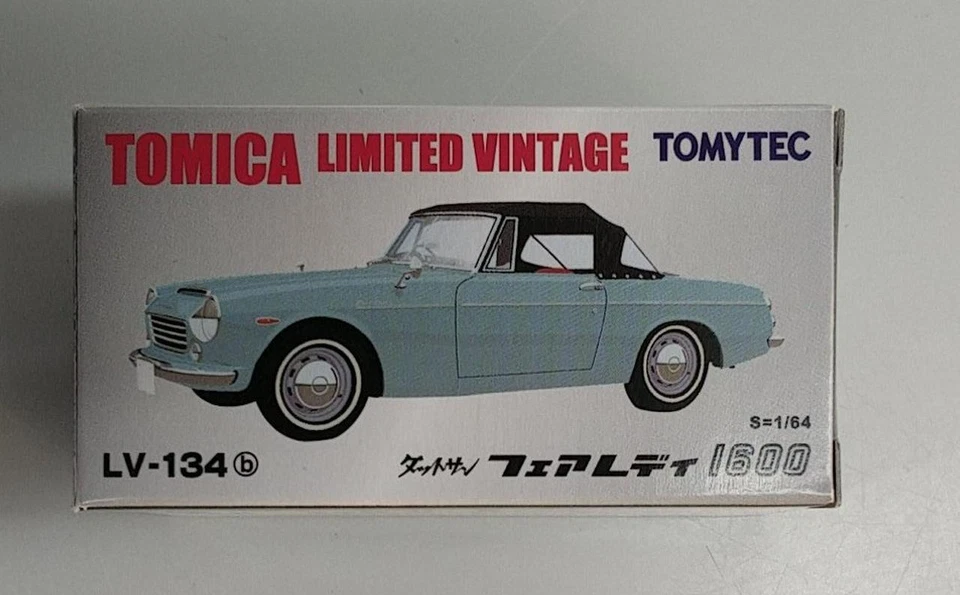 TOMICA LIMITED VINTAGE TOMYTEC
S=1/64
LV-134 ⓑ ダットサン フェアレディ 1600